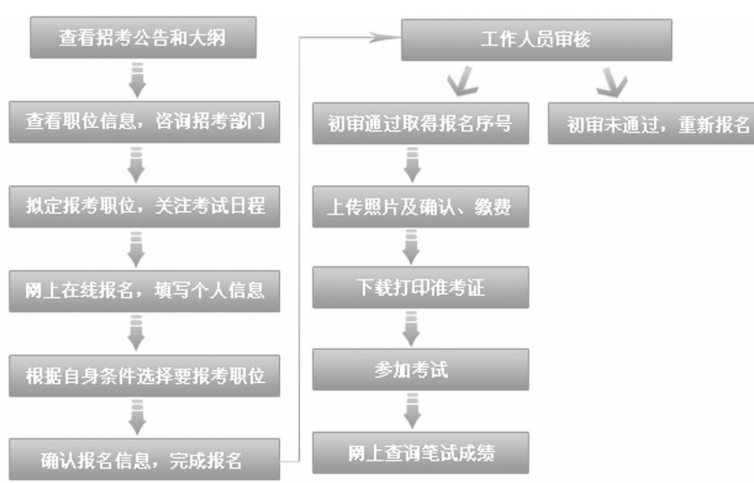 查看招考公告和大纲
查看职位信息，咨询招考部门
拟定报考职位，关注考试日程
网上在线报名，填写个人信息
根据自身条件选择要报考职位
确认报名信息，完成报名
工作人员审核
初审通过取得报名序号
初审未通过，重新报名
上传照片及确认、缴费
下载打印准考证
参加考试
网上查询笔试成绩